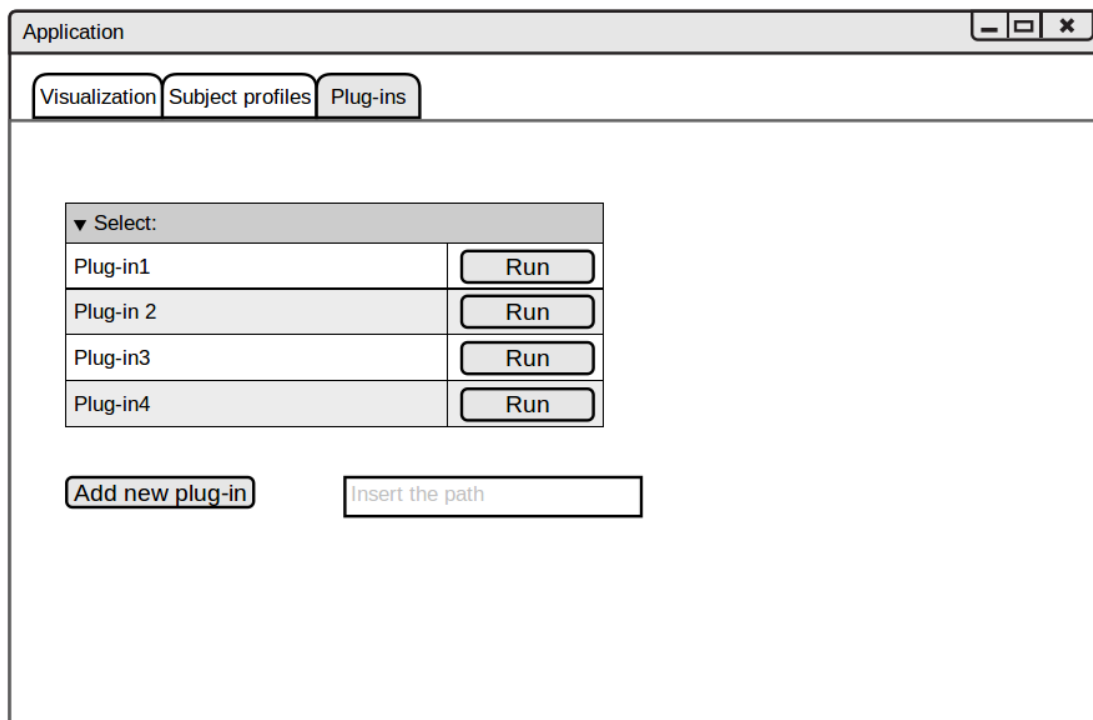 Application
Visualization Subject profiles Plug-ins
▼ Select:
Plug-in1 Run
Plug-in 2 Run
Plug-in3 Run
Plug-in4 Run
Add new plug-in Insert the path